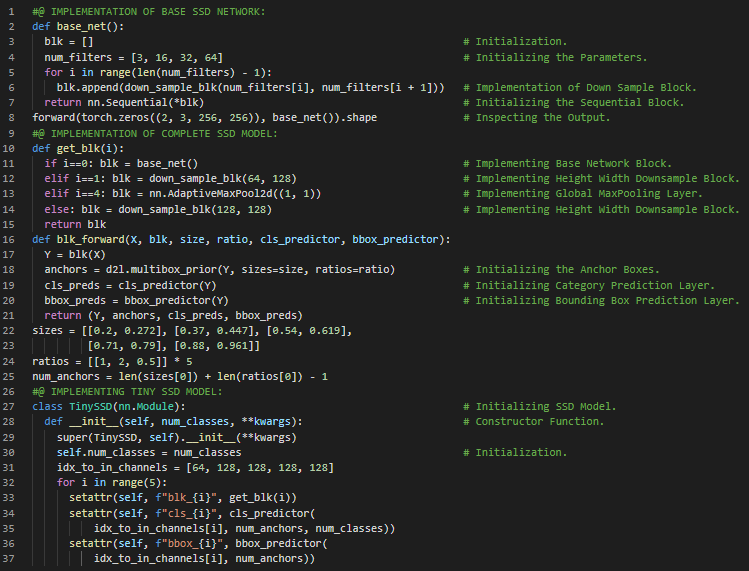 1 #@ IMPLEMENTATION OF BASE SSD NETWORK:
2 def base_net():
3   blk = []                                                # Initialization.
4   num_filters = [3, 16, 32, 64]                           # Initializing the Parameters.
5   for i in range(len(num_filters) - 1):
6     blk.append(down_sample_blk(num_filters[i], num_filters[i + 1]))   # Implementation of Down Sample Block.
7   return nn.Sequential(*blk)                              # Initializing the Sequential Block.
8 forward(torch.zeros((2, 3, 256, 256)), base_net()).shape  # Inspecting the Output.
9 #@ IMPLEMENTATION OF COMPLETE SSD MODEL:
10 def get_blk(i):
11   if i==0: blk = base_net()                              # Implementing Base Network Block.
12   elif i==1: blk = down_sample_blk(64, 128)              # Implementing Height Width Downsample Block.
13   elif i==4: blk = nn.AdaptiveMaxPool2d((1, 1))          # Implementing Global MaxPooling Layer.
14   else: blk = down_sample_blk(128, 128)                  # Implementing Height Width Downsample Block.
15   return blk
16 def blk_forward(X, blk, size, ratio, cls_predictor, bbox_predictor):
17   Y = blk(X)
18   anchors = d2l.multibox_prior(Y, sizes=size, ratios=ratio)   # Initializing the Anchor Boxes.
19   cls_preds = cls_predictor(Y)                           # Initializing Category Prediction Layer.
20   bbox_preds = bbox_predictor(Y)                         # Initializing Bounding Box Prediction Layer.
21   return (Y, anchors, cls_preds, bbox_preds)
22 sizes = [[0.2, 0.272], [0.37, 0.447], [0.54, 0.619],
23          [0.71, 0.79], [0.88, 0.961]]
24 ratios = [[1, 2, 0.5]] * 5
25 num_anchors = len(sizes[0]) + len(ratios[0]) - 1
26 #@ IMPLEMENTING TINY SSD MODEL:
27 class TinySSD(nn.Module):                                # Initializing SSD Model.
28   def __init__(self, num_classes, **kwargs):             # Constructor Function.
29     super(TinySSD, self).__init__(**kwargs)
30     self.num_classes = num_classes                       # Initialization.
31     idx_to_in_channels = [64, 128, 128, 128, 128]
32     for i in range(5):
33       setattr(self, f"blk_{i}", get_blk(i))
34       setattr(self, f"cls_{i}", cls_predictor(
35           idx_to_in_channels[i], num_anchors, num_classes))
36       setattr(self, f"bbox_{i}", bbox_predictor(
37           idx_to_in_channels[i], num_anchors))